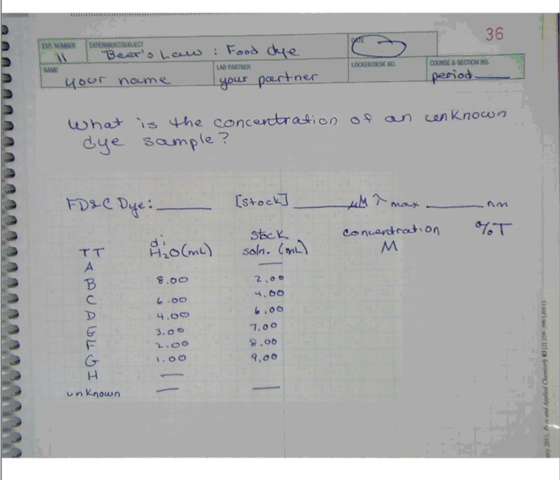 36
EXP. NUMBER EXPERIMENT/SUBJECT DATE
11 Beer's Law : Food dye
NAME LAB PARTNER LOCKER/DESK NO. COURSE & SECTION NO.
your name your partner period
What is the concentration of an unknown
dye sample?
FD&C Dye: [stock] μM λ max nm
TT di H₂O (mL) stock soln. (mL) concentration M %T
A —
B 8.00 2.00
C 6.00 4.00
D 4.00 6.00
E 3.00 7.00
F 2.00 8.00
G 1.00 9.00
H —
unknown — —